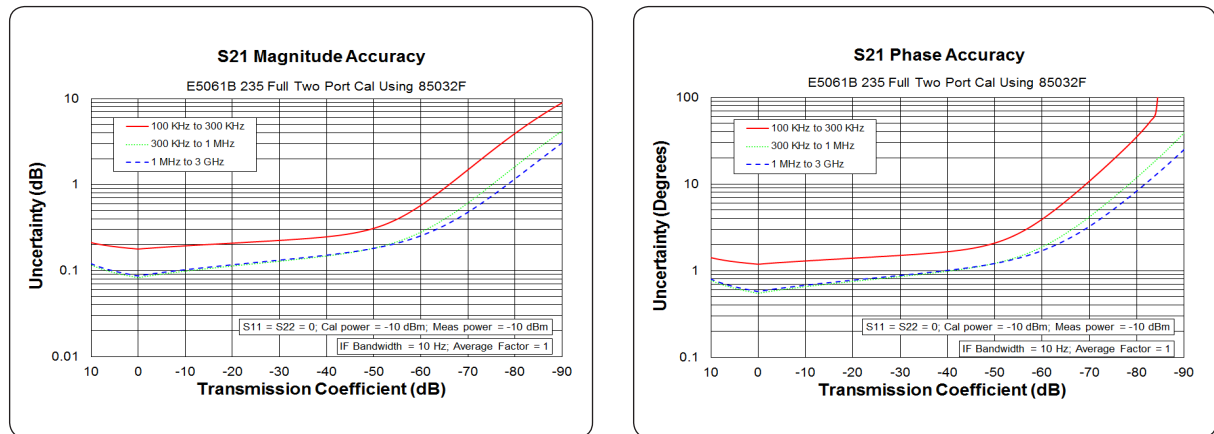 S21 Magnitude Accuracy
E5061B 235 Full Two Port Cal Using 85032F
Uncertainty (dB)
10
1
0.1
0.01
100 KHz to 300 KHz
300 KHz to 1 MHz
1 MHz to 3 GHz
S11 = S22 = 0; Cal power = -10 dBm; Meas power = -10 dBm
IF Bandwidth = 10 Hz; Average Factor = 1
10 0 -10 -20 -30 -40 -50 -60 -70 -80 -90
Transmission Coefficient (dB)
S21 Phase Accuracy
E5061B 235 Full Two Port Cal Using 85032F
Uncertainty (Degrees)
100
10
1
0.1
100 KHz to 300 KHz
300 KHz to 1 MHz
1 MHz to 3 GHz
S11 = S22 = 0; Cal power = -10 dBm; Meas power = -10 dBm
IF Bandwidth = 10 Hz; Average Factor = 1
10 0 -10 -20 -30 -40 -50 -60 -70 -80 -90
Transmission Coefficient (dB)